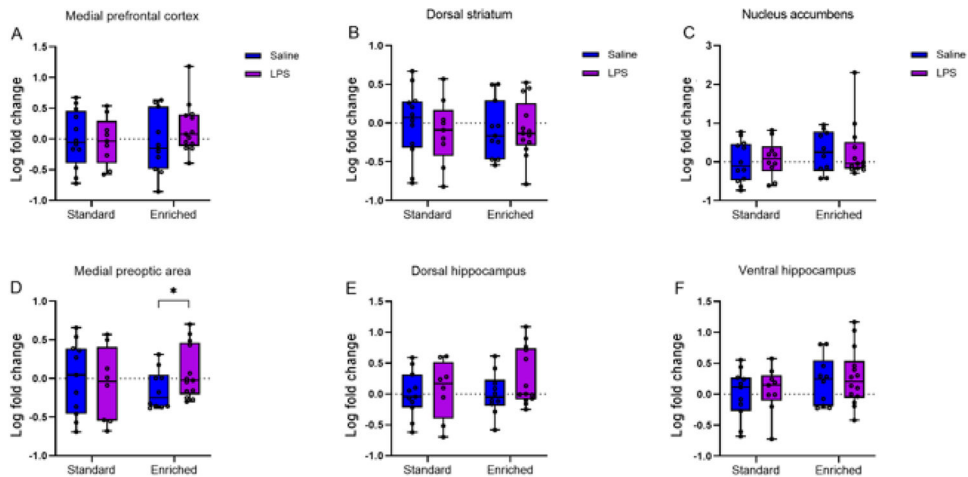 Medial prefrontal cortex
A
Log fold change
1.5
1.0
0.5
0.0
-0.5
-1.0
Standard
Enriched
Saline
LPS
Dorsal striatum
B
Log fold change
1.0
0.5
0.0
-0.5
-1.0
Standard
Enriched
Nucleus accumbens
C
Log fold change
3
2
1
0
-1
Standard
Enriched
Saline
LPS
Medial preoptic area
D
Log fold change
1.0
0.5
0.0
-0.5
-1.0
*
Standard
Enriched
Dorsal hippocampus
E
Log fold change
1.5
1.0
0.5
0.0
-0.5
-1.0
Standard
Enriched
Ventral hippocampus
F
Log fold change
1.5
1.0
0.5
0.0
-0.5
-1.0
Standard
Enriched